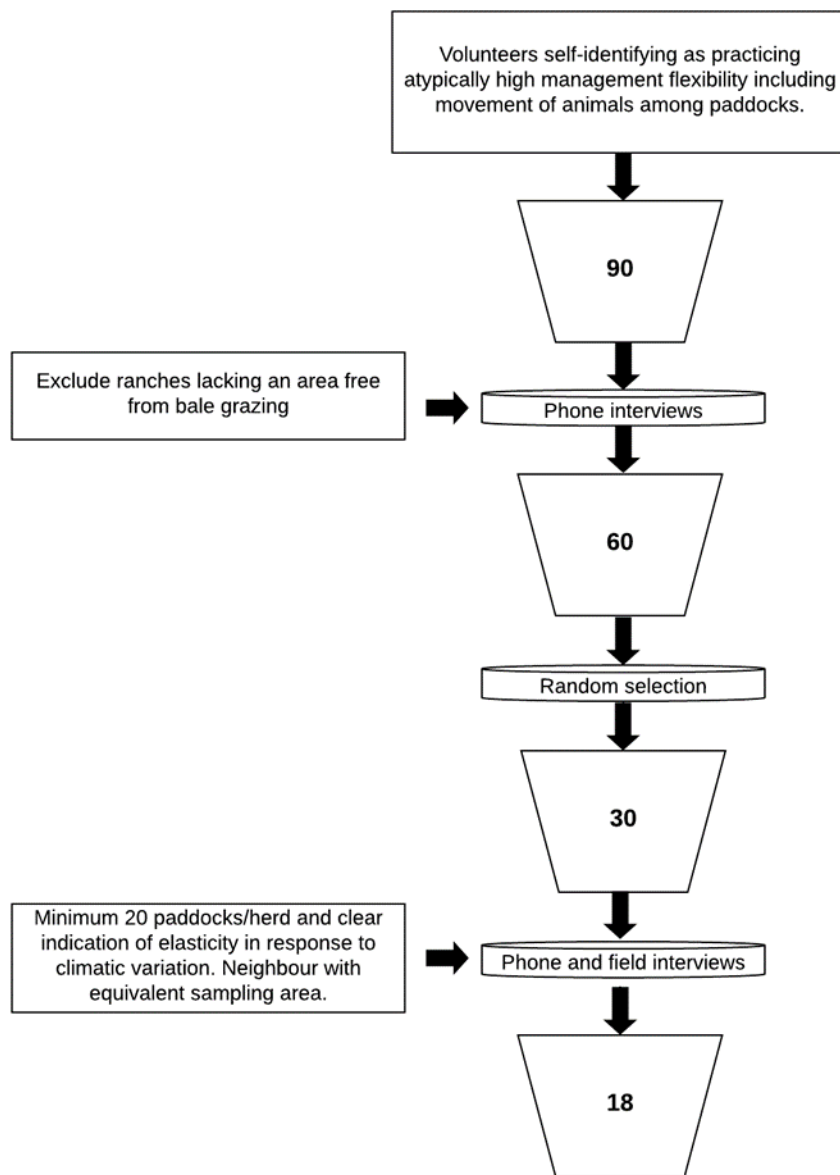 Volunteers self-identifying as practicing
atypically high management flexibility including
movement of animals among paddocks.
90
Exclude ranches lacking an area free
from bale grazing
Phone interviews
60
Random selection
30
Minimum 20 paddocks/herd and clear
indication of elasticity in response to
climatic variation. Neighbour with
equivalent sampling area.
Phone and field interviews
18